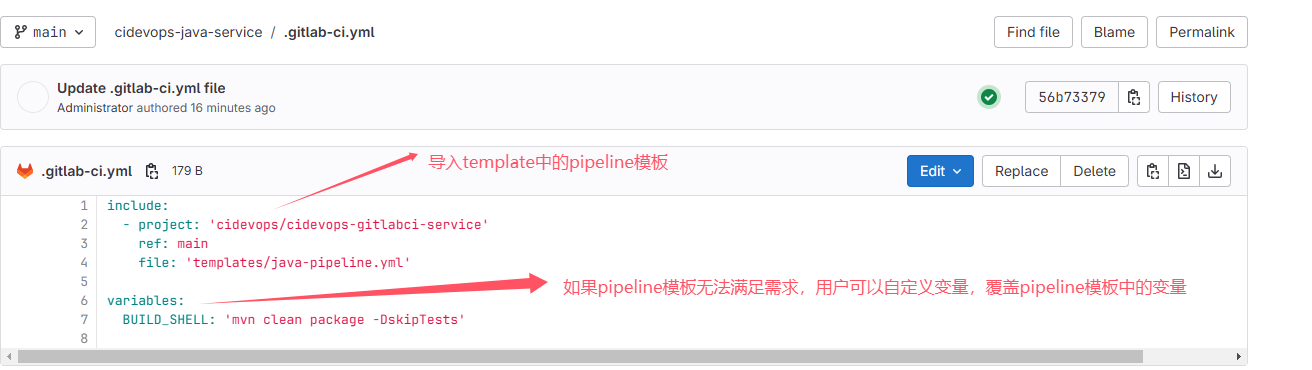 main
cidevops-java-service / .gitlab-ci.yml
Find file
Blame
Permalink
Update .gitlab-ci.yml file
Administrator authored 16 minutes ago
56b73379
History
.gitlab-ci.yml
179 B
导入template中的pipeline模板
Edit
Replace
Delete
1 include:
2 - project: 'cidevops/cidevops-gitlabci-service'
3 ref: main
4 file: 'templates/java-pipeline.yml'
5
如果pipeline模板无法满足需求，用户可以自定义变量，覆盖pipeline模板中的变量
6 variables:
7 BUILD_SHELL: 'mvn clean package -DskipTests'
8